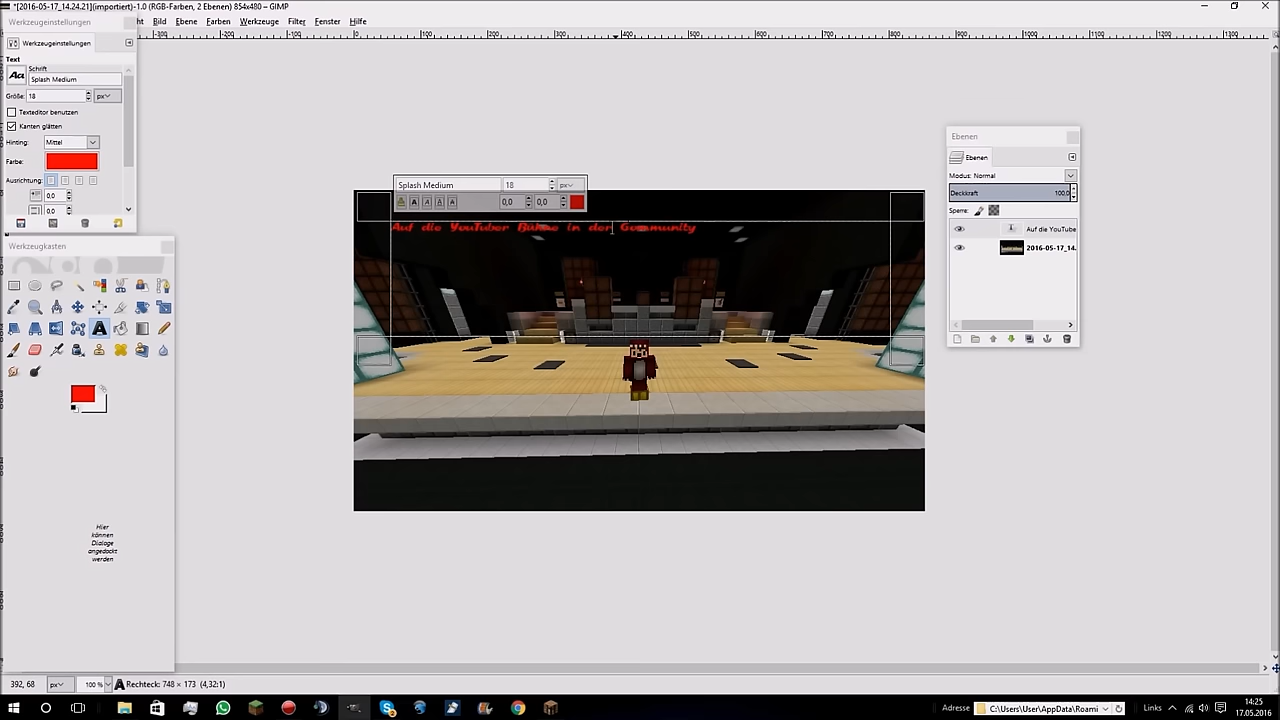 *[2016-05-17_14.24.21](importiert)-1.0 (RGB-Farben, 2 Ebenen) 854x480 – GIMP
Werkzeugeinstellungen
Bild Ebene Farben Werkzeuge Filter Fenster Hilfe
Werkzeugeinstellungen
Text
Schrift
Splash Medium
Größe: 18 px
Texteditor benutzen
Kanten glätten
Hinting: Mittel
Farbe:
Ausrichtung:
0,0
0,0
Werkzeugkasten
Hier
können
Dialoge
angedockt
werden
Splash Medium 18 px
0,0 0,0
Auf die YouTuber Bühne in der Community
Ebenen
Ebenen
Modus: Normal
Deckkraft 100,0
Sperre:
Auf die YouTube
2016-05-17_14.
392, 68 px 100 % Rechteck: 748 × 173 (4,32:1)
Adresse C:\Users\User\AppData\Roami Links 14:25
17.05.2016